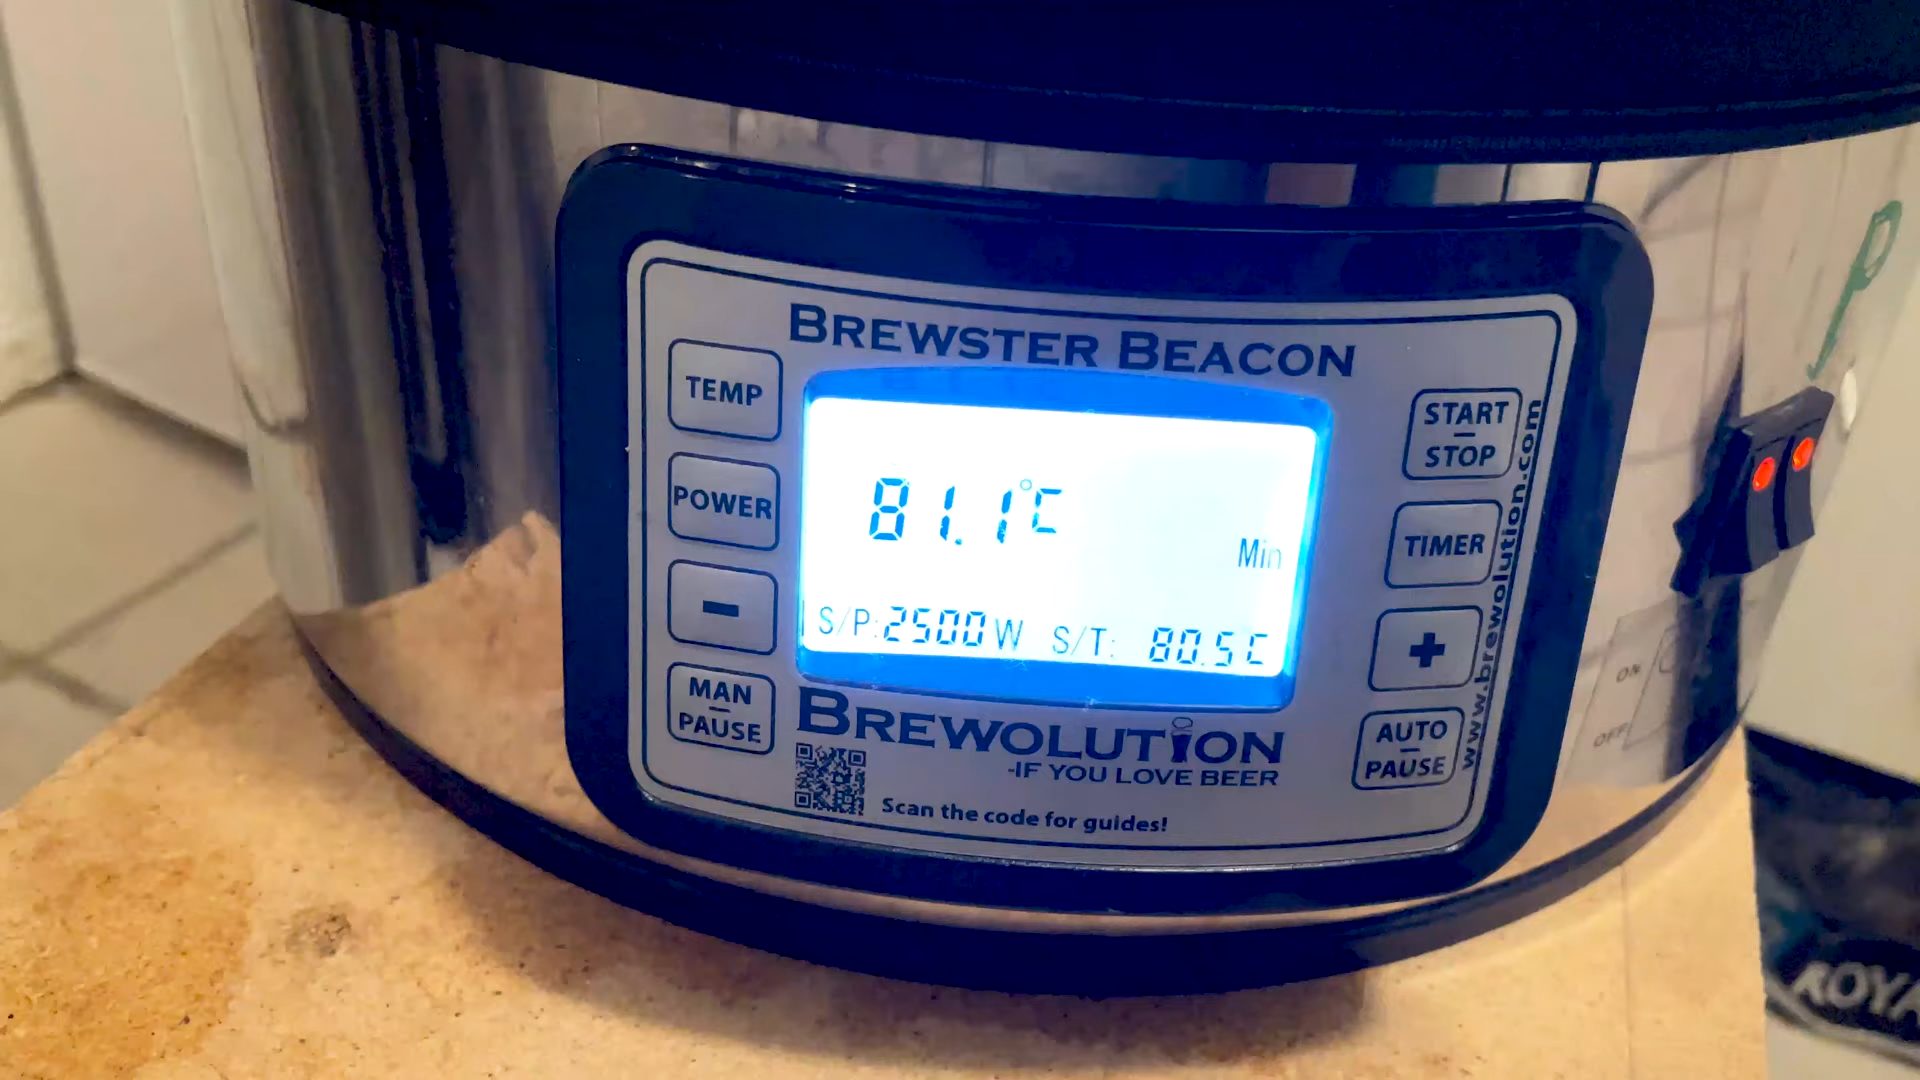 BREWSTER BEACON
TEMP
POWER
-
MAN
PAUSE
81.1°C
Min
S/P:2500W S/T: 80.5C
START
STOP
TIMER
+
AUTO
PAUSE
www.brewolution.com
BREWOLUTION
-IF YOU LOVE BEER
Scan the code for guides!
P
ON
OFF